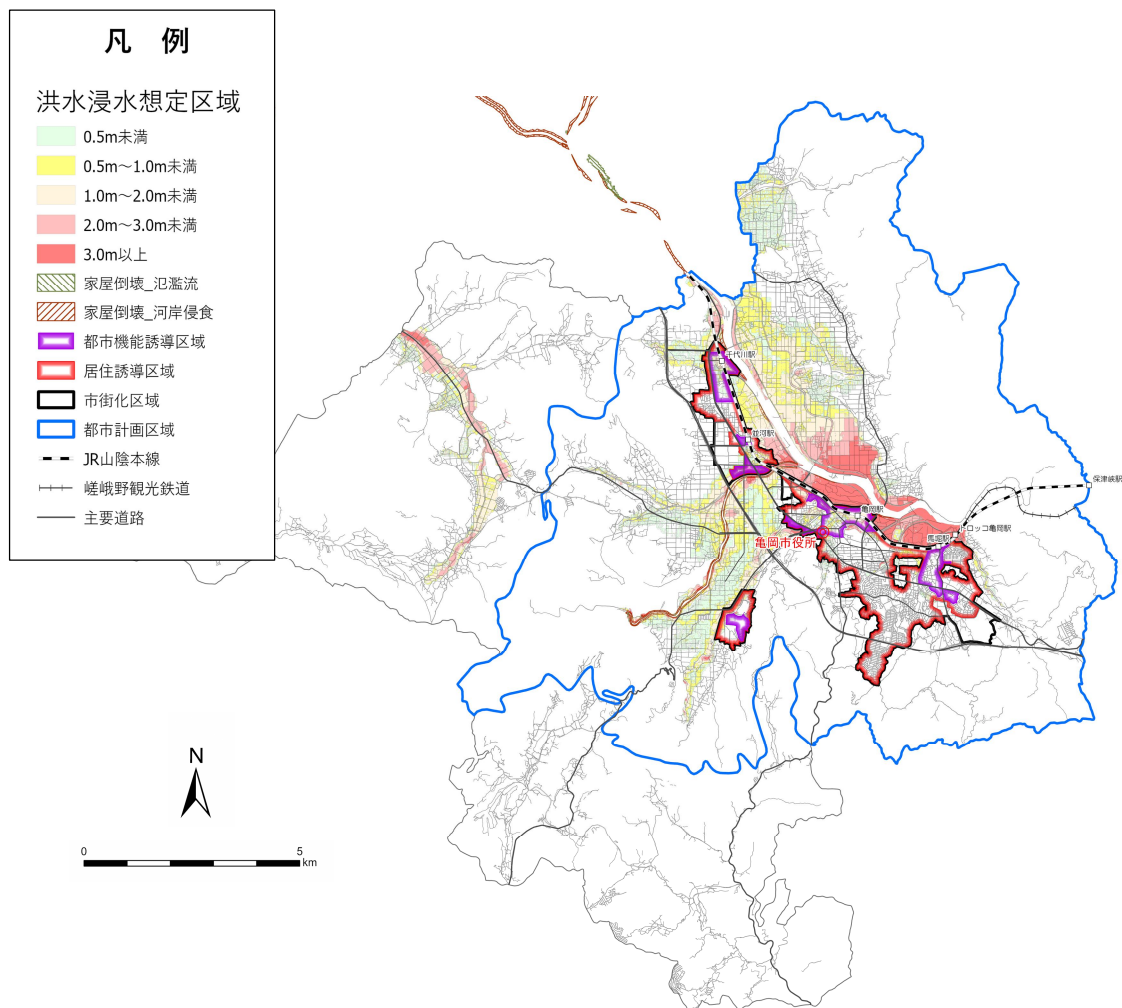 凡 例
洪水浸水想定区域
0.5m未満
0.5m～1.0m未満
1.0m～2.0m未満
2.0m～3.0m未満
3.0m以上
家屋倒壊_氾濫流
家屋倒壊_河岸侵食
都市機能誘導区域
居住誘導区域
市街化区域
都市計画区域
JR山陰本線
嵯峨野観光鉄道
主要道路
千代川駅
並河駅
保津峡駅
亀岡駅
トロッコ亀岡駅
馬堀駅
亀岡市役所
N
0 5
km